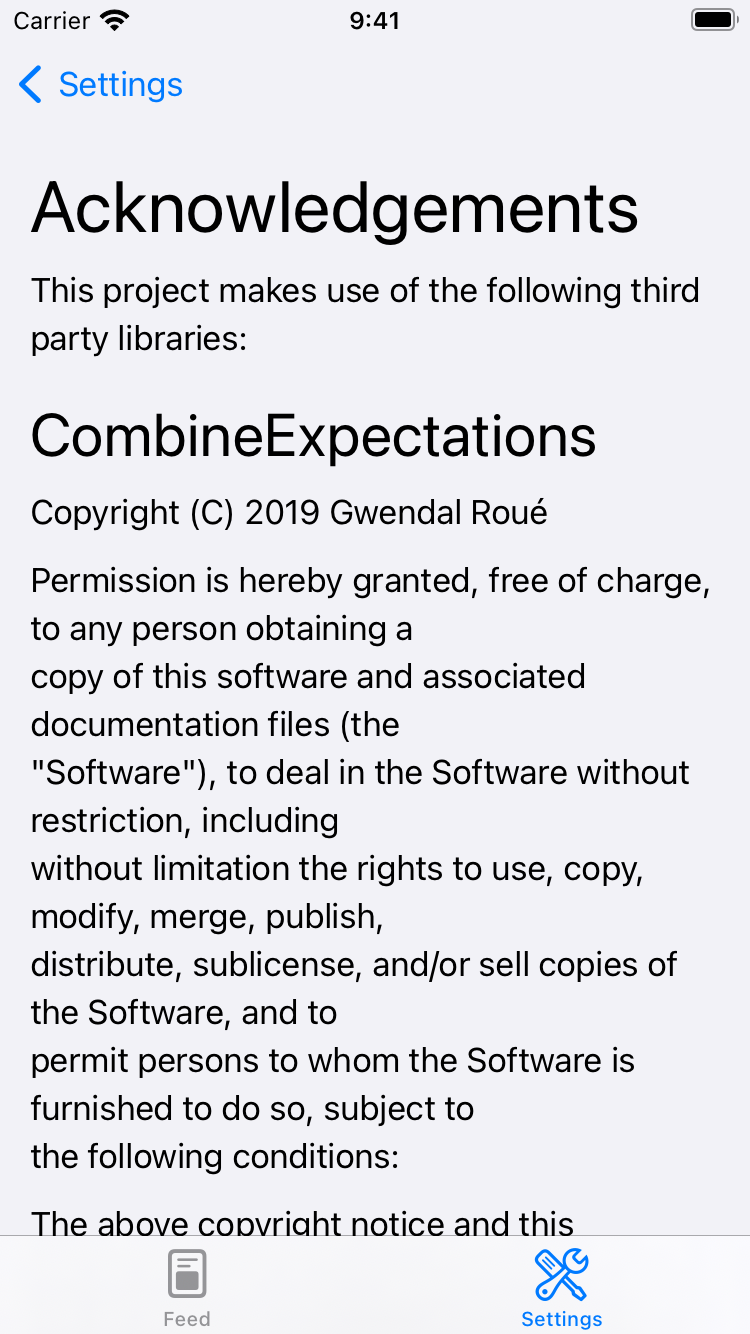 Carrier 9:41
Settings
Acknowledgements
This project makes use of the following third
party libraries:
CombineExpectations
Copyright (C) 2019 Gwendal Roué
Permission is hereby granted, free of charge,
to any person obtaining a
copy of this software and associated
documentation files (the
"Software"), to deal in the Software without
restriction, including
without limitation the rights to use, copy,
modify, merge, publish,
distribute, sublicense, and/or sell copies of
the Software, and to
permit persons to whom the Software is
furnished to do so, subject to
the following conditions:
The above copyright notice and this
Feed
Settings